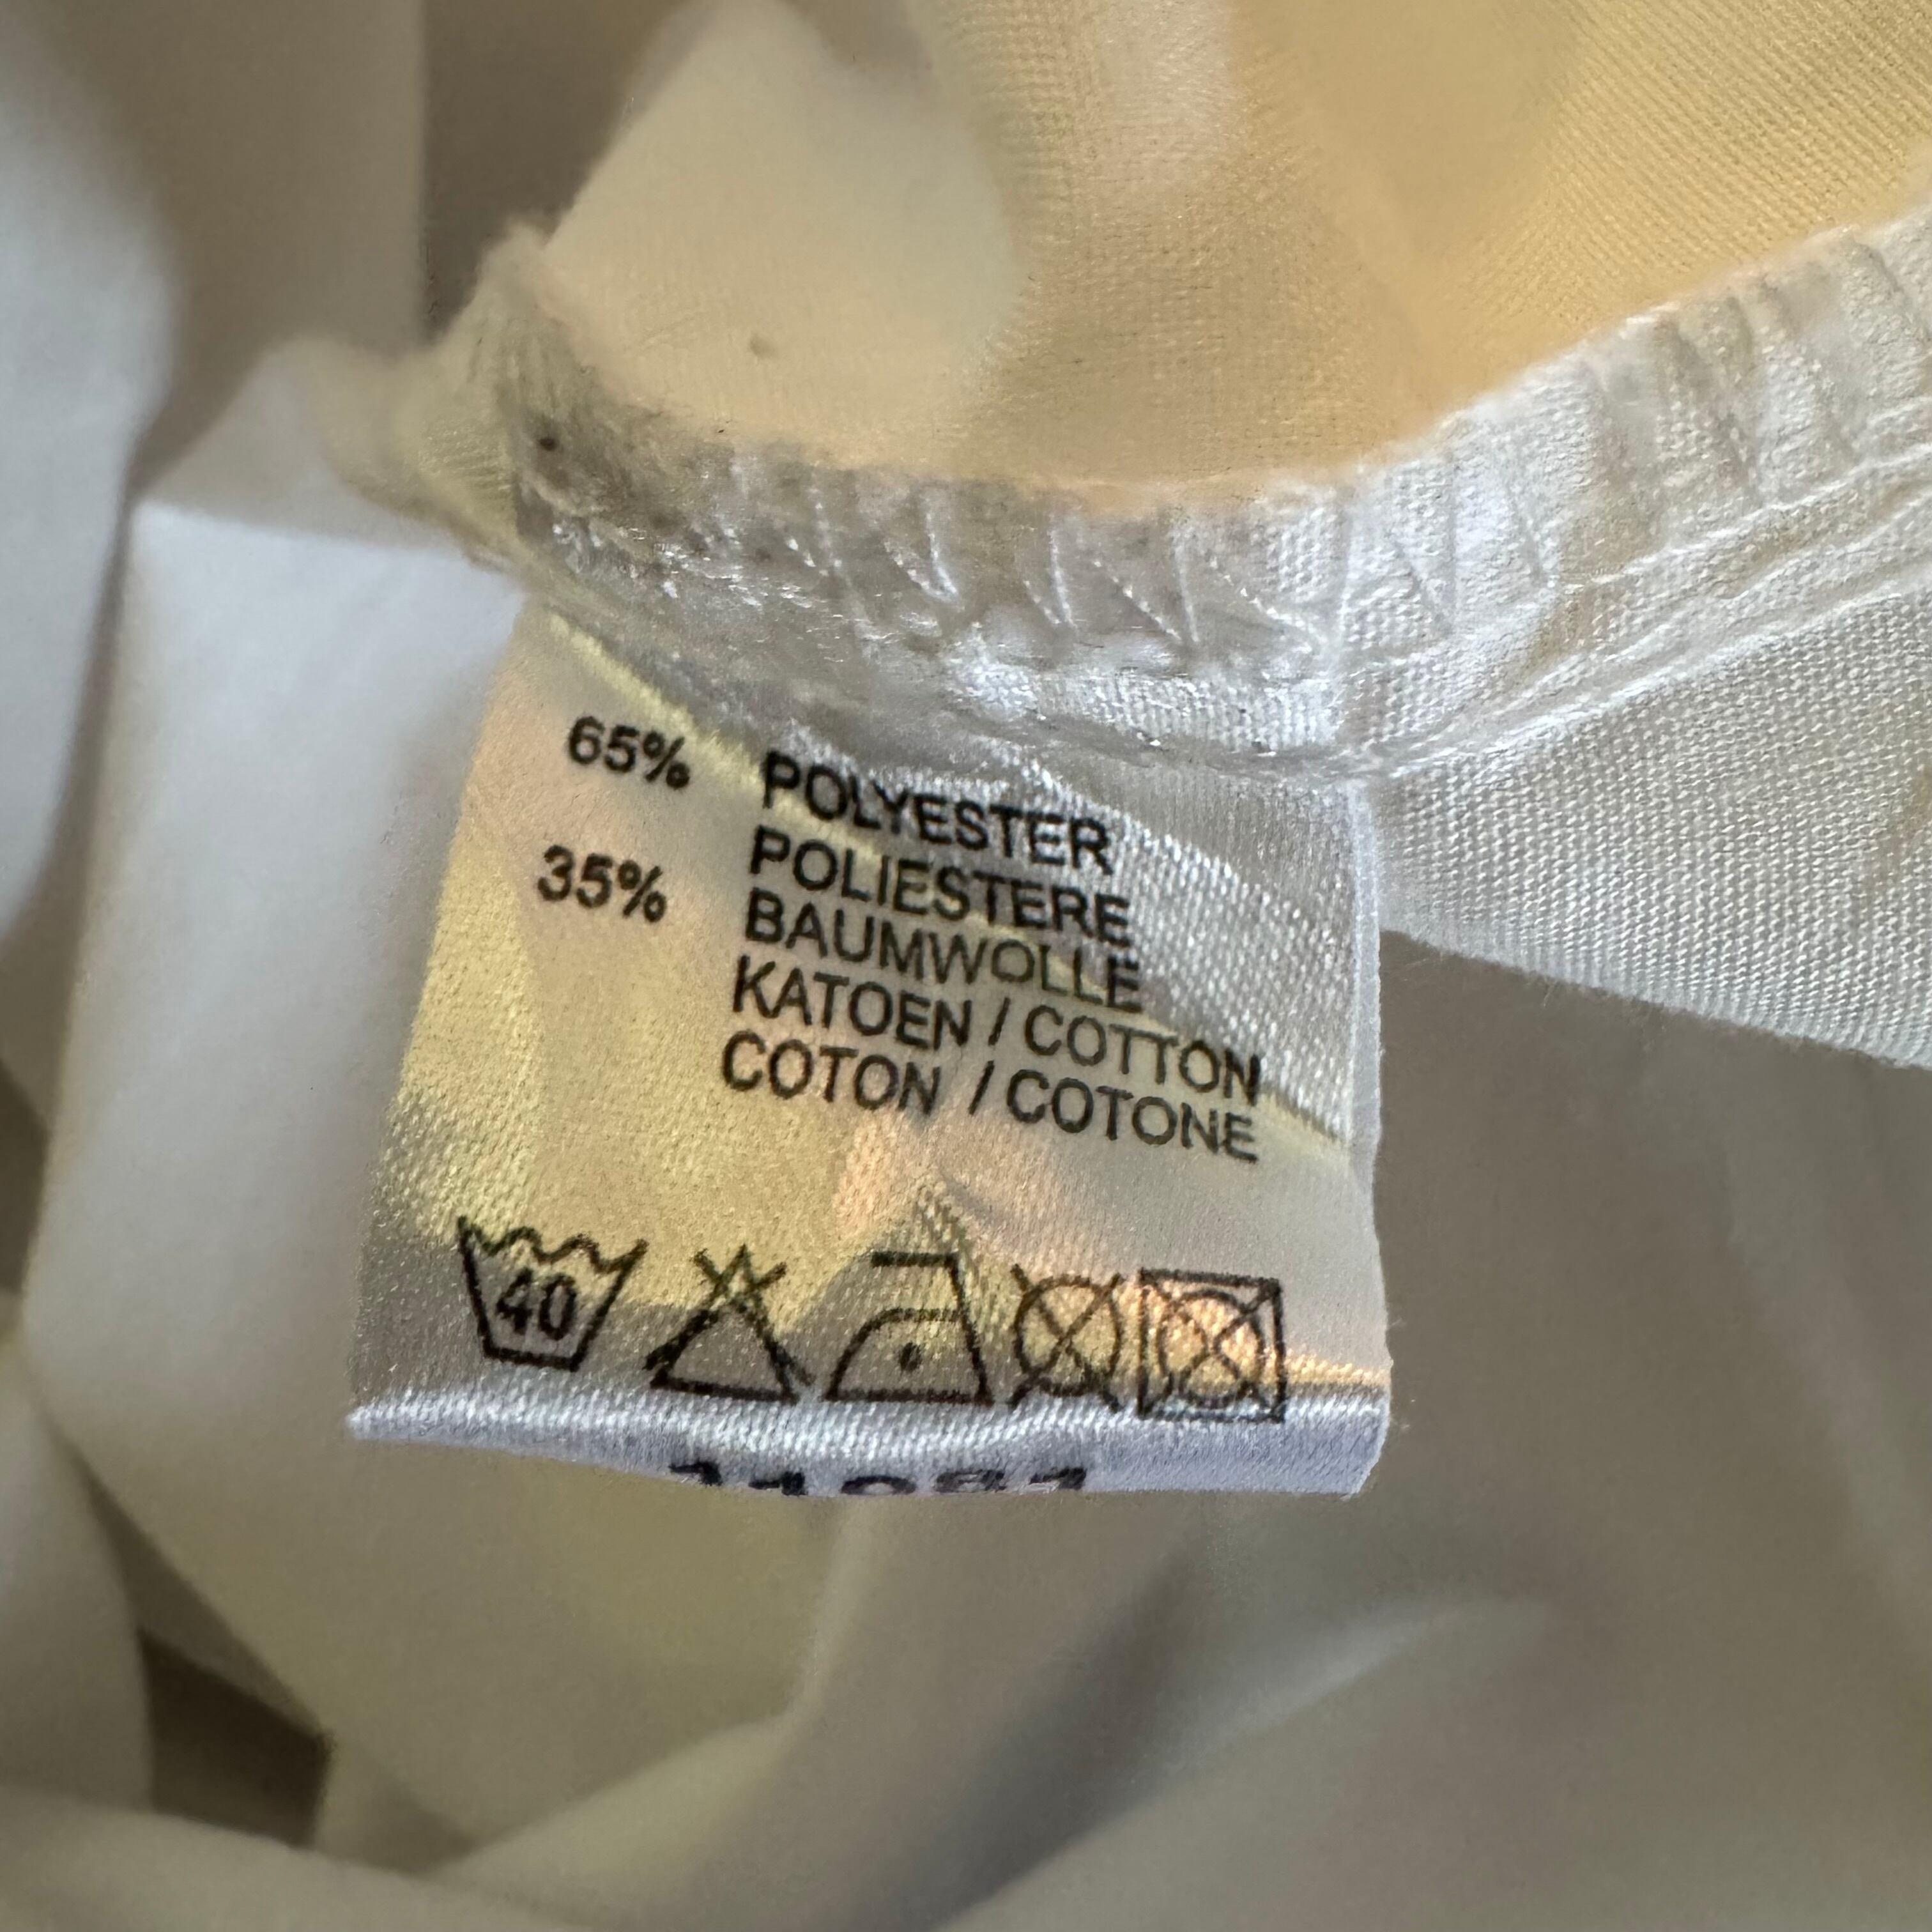 65% POLYESTER
POLIESTERE
35% BAUMWOLLE
KATOEN / COTTON
COTON / COTONE
40